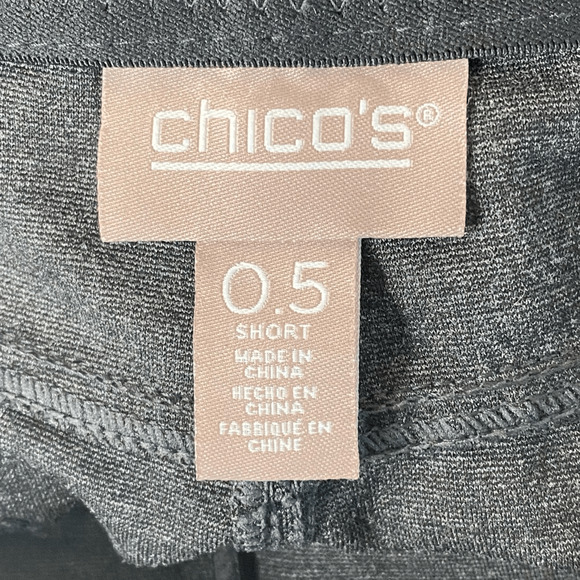 chico's®
0.5
SHORT
MADE IN
CHINA
HECHO EN
CHINA
FABRIQUÉ EN
CHINE